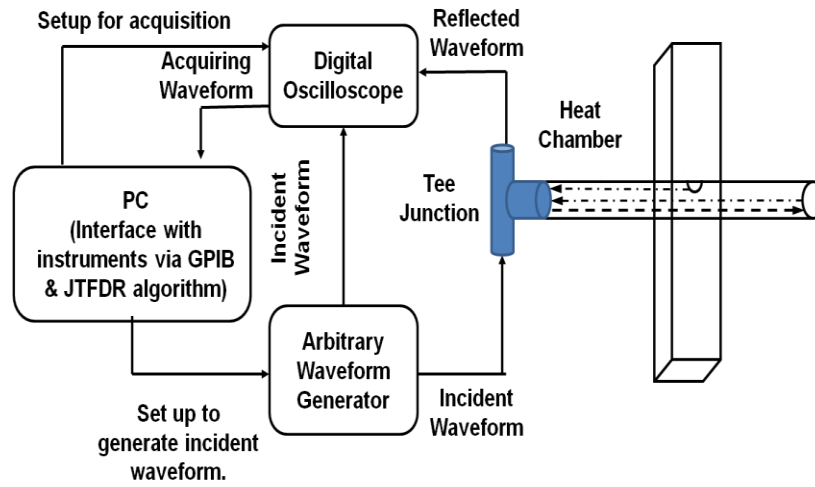 Setup for acquisition
Acquiring
Waveform
Digital
Oscilloscope
Reflected
Waveform
Heat
Chamber
Tee
Junction
PC
(Interface with
instruments via GPIB
& JTFDR algorithm)
Incident
Waveform
Arbitrary
Waveform
Generator
Incident
Waveform
Set up to
generate incident
waveform.